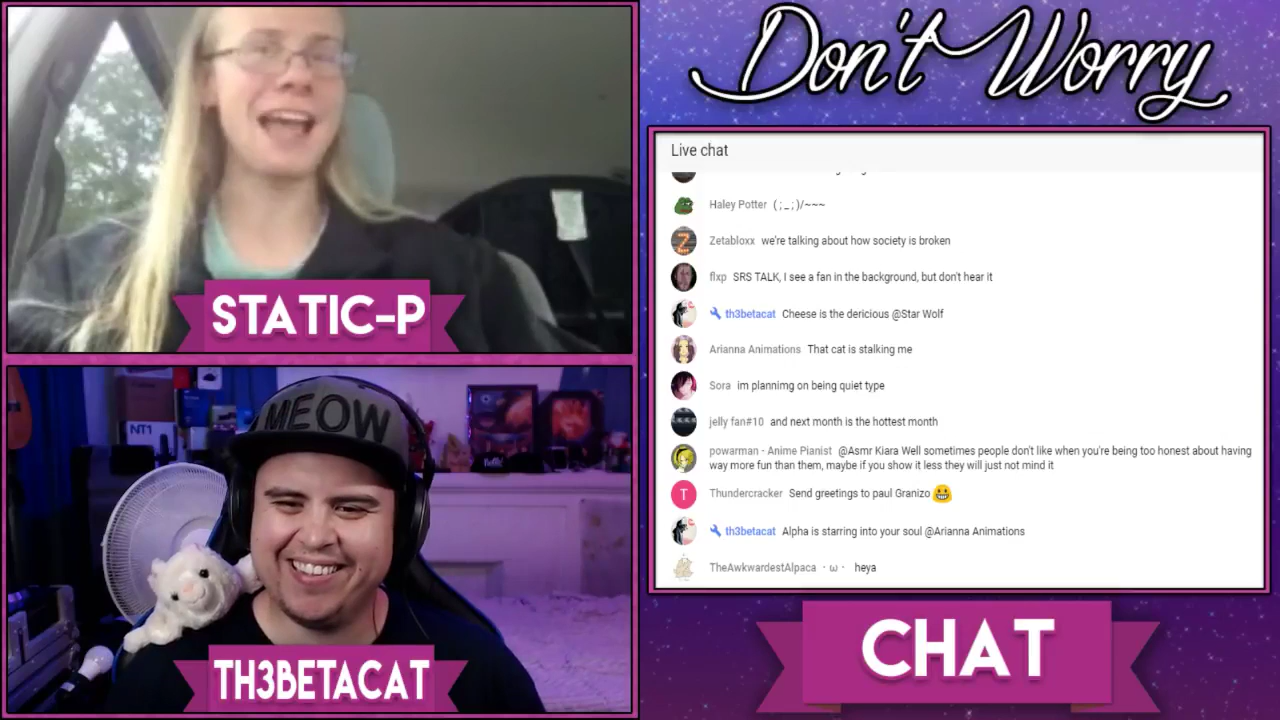 STATIC-P
MEOW
NT1
TH3BETACAT
Don't Worry
Live chat
Haley Potter ( ; _ ; )/~~~
Zetabloxx we're talking about how society is broken
flxp SRS TALK, I see a fan in the background, but don't hear it
th3betacat Cheese is the dericious @Star Wolf
Arianna Animations That cat is stalking me
Sora im plannimg on being quiet type
jelly fan#10 and next month is the hottest month
powarman - Anime Pianist @Asmr Kiara Well sometimes people don't like when you're being too honest about having
way more fun than them, maybe if you show it less they will just not mind it
T Thundercracker Send greetings to paul Granizo 😀
th3betacat Alpha is starring into your soul @Arianna Animations
TheAwkwardestAlpaca ・ω・ heya
CHAT